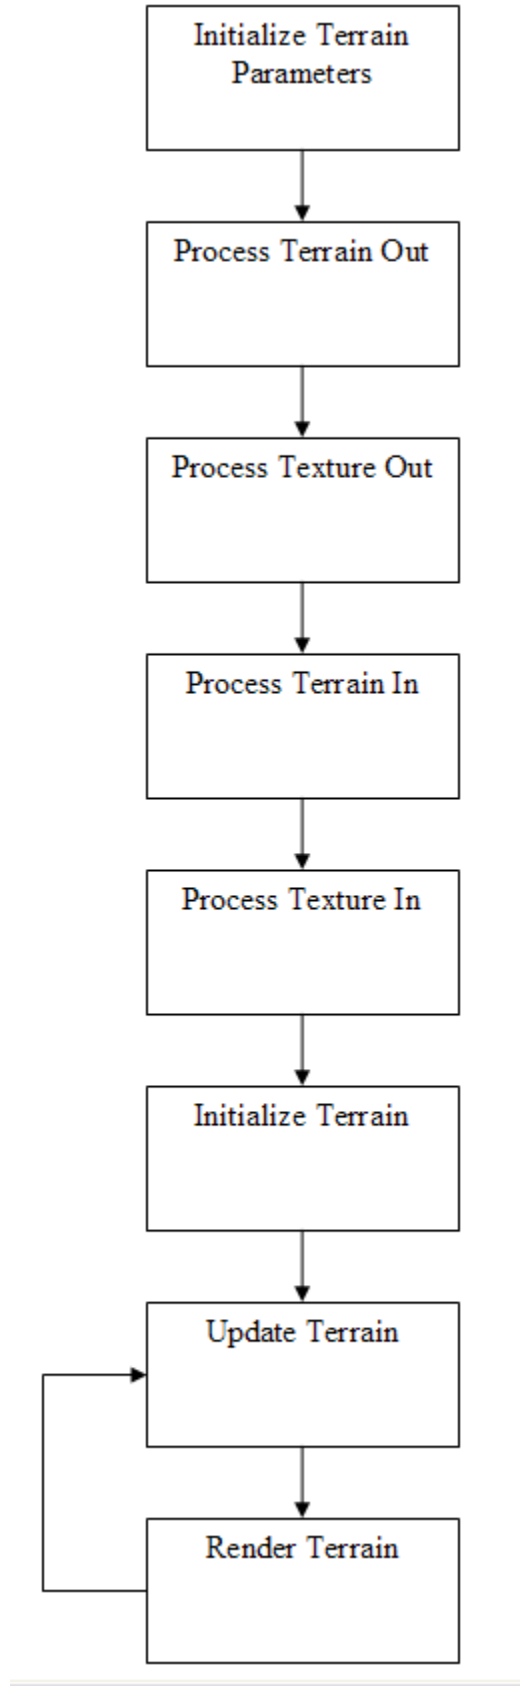 Initialize Terrain
Parameters
Process Terrain Out
Process Texture Out
Process Terrain In
Process Texture In
Initialize Terrain
Update Terrain
Render Terrain